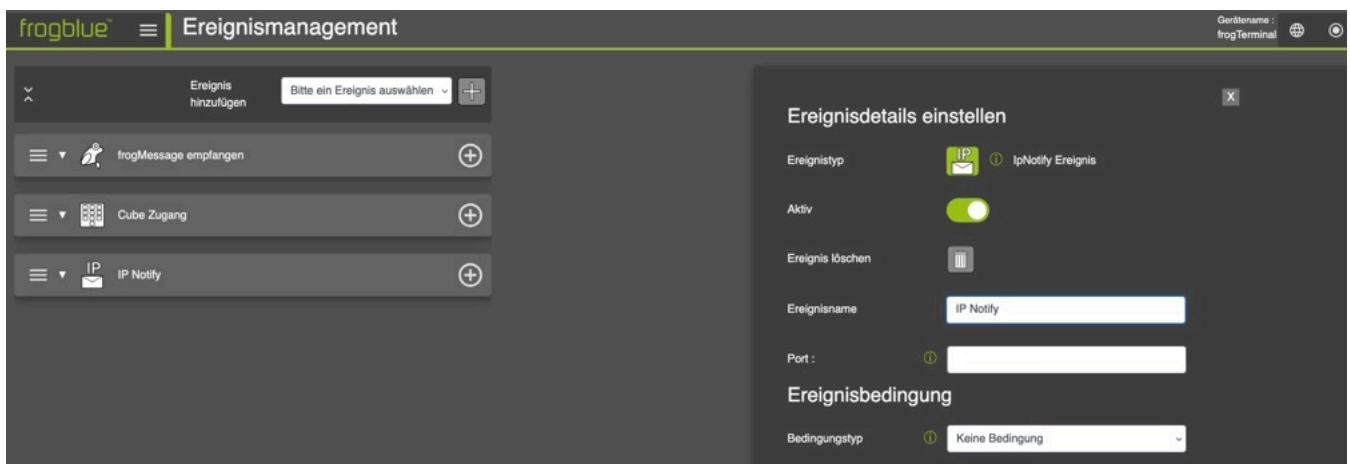 frogblue™
Ereignismanagement
Gerätename :
frogTerminal
Ereignis
hinzufügen
Bitte ein Ereignis auswählen
frogMessage empfangen
Cube Zugang
IP
IP Notify
X
Ereignisdetails einstellen
Ereignistyp
IP
IpNotify Ereignis
Aktiv
Ereignis löschen
Ereignisname
IP Notify
Port :
Ereignisbedingung
Bedingungstyp
Keine Bedingung